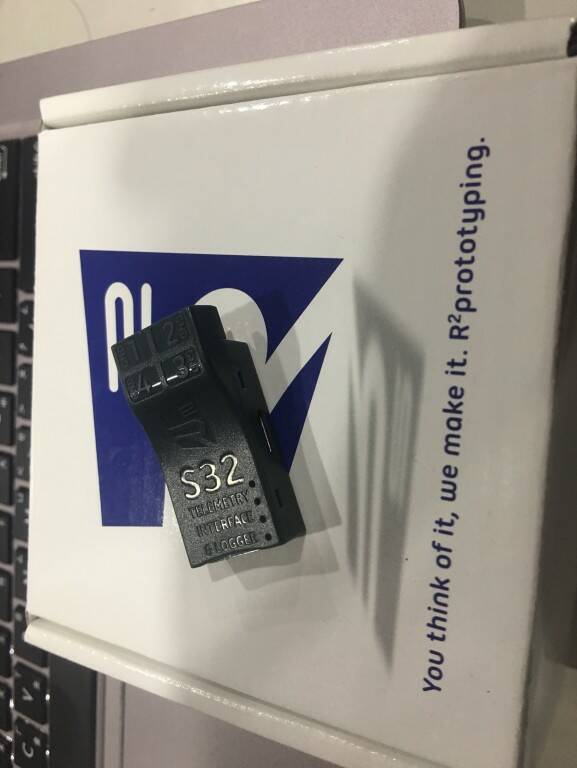 You think of it, we make it. R²prototyping.
1 2
4 3
S32
TELEMETRY
INTERFACE
& LOGGER
C
V